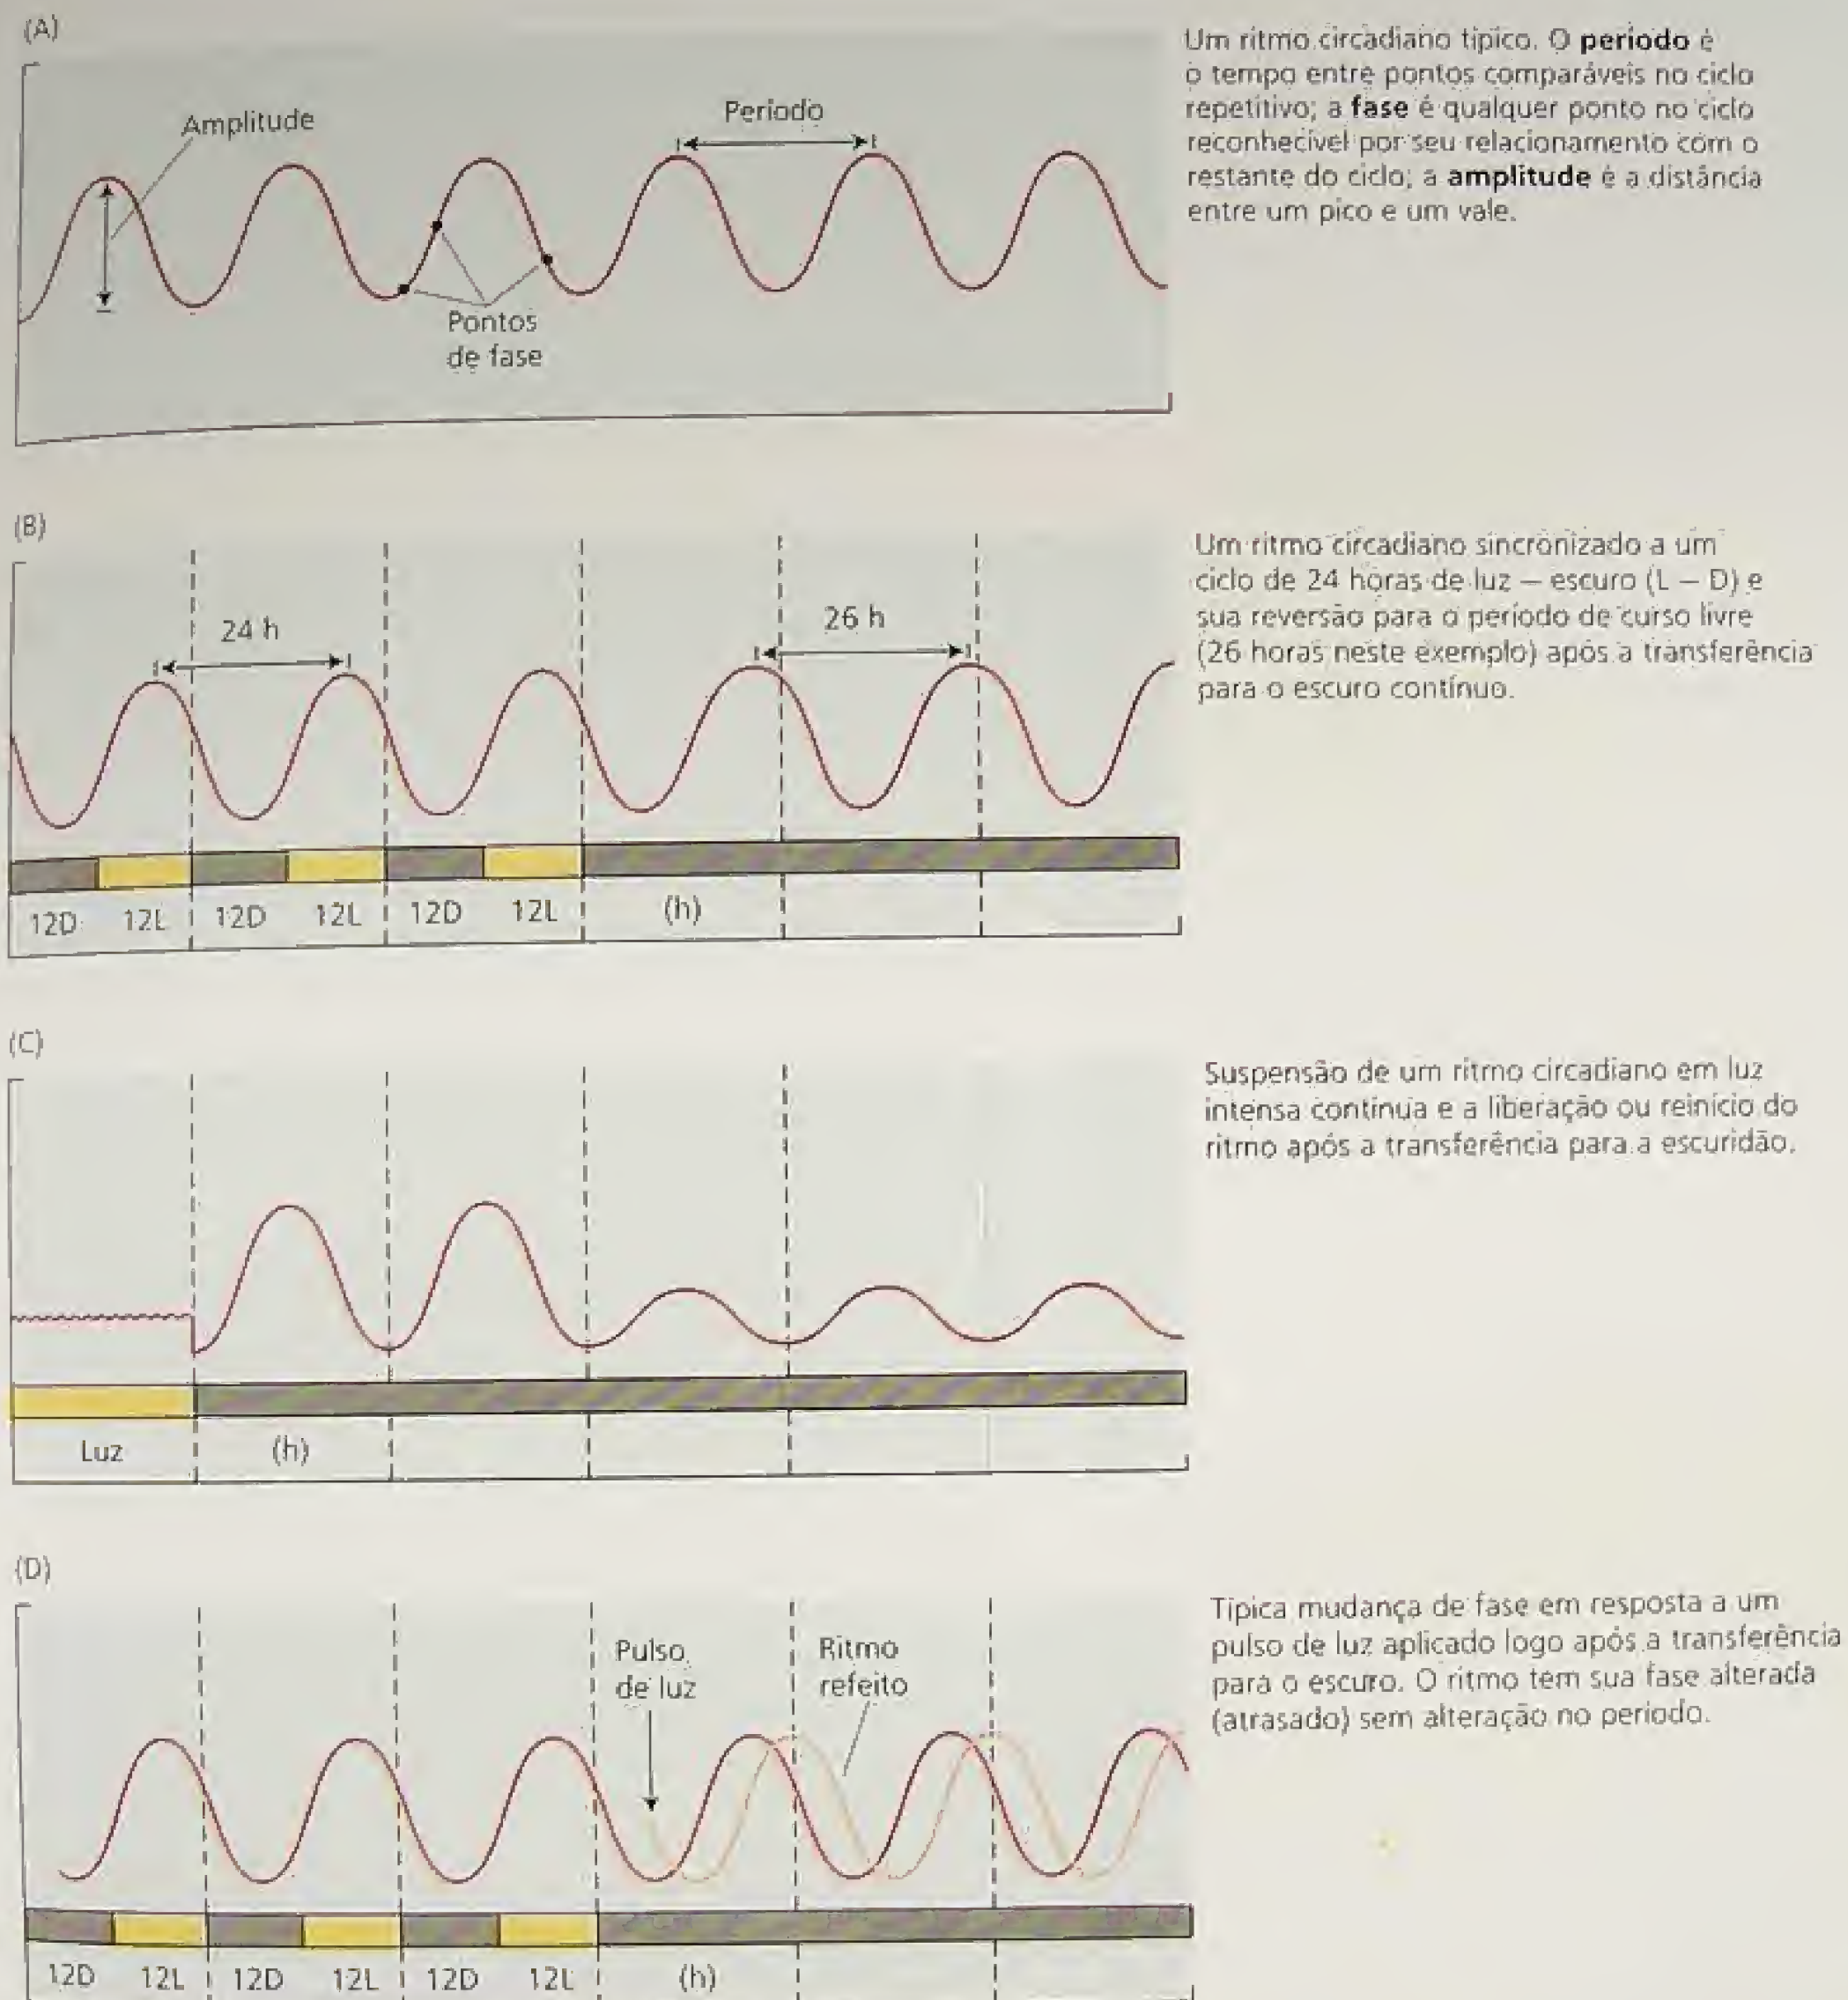 (A)
Amplitude
Período
Pontos
de fase
Um ritmo circadiano típico. O período é
o tempo entre pontos comparáveis no ciclo
repetitivo; a fase é qualquer ponto no ciclo
reconhecível por seu relacionamento com o
restante do ciclo; a amplitude é a distância
entre um pico e um vale.
(B)
24 h
26 h
12D 12L 12D 12L 12D 12L (h)
Um ritmo circadiano sincronizado a um
ciclo de 24 horas de luz – escuro (L – D) e
sua reversão para o período de curso livre
(26 horas neste exemplo) após a transferência
para o escuro contínuo.
(C)
Luz (h)
Suspensão de um ritmo circadiano em luz
intensa contínua e a liberação ou reinício do
ritmo após a transferência para a escuridão.
(D)
Pulso
de luz
Ritmo
refeito
12D 12L 12D 12L 12D 12L (h)
Típica mudança de fase em resposta a um
pulso de luz aplicado logo após a transferência
para o escuro. O ritmo tem sua fase alterada
(atrasado) sem alteração no período.